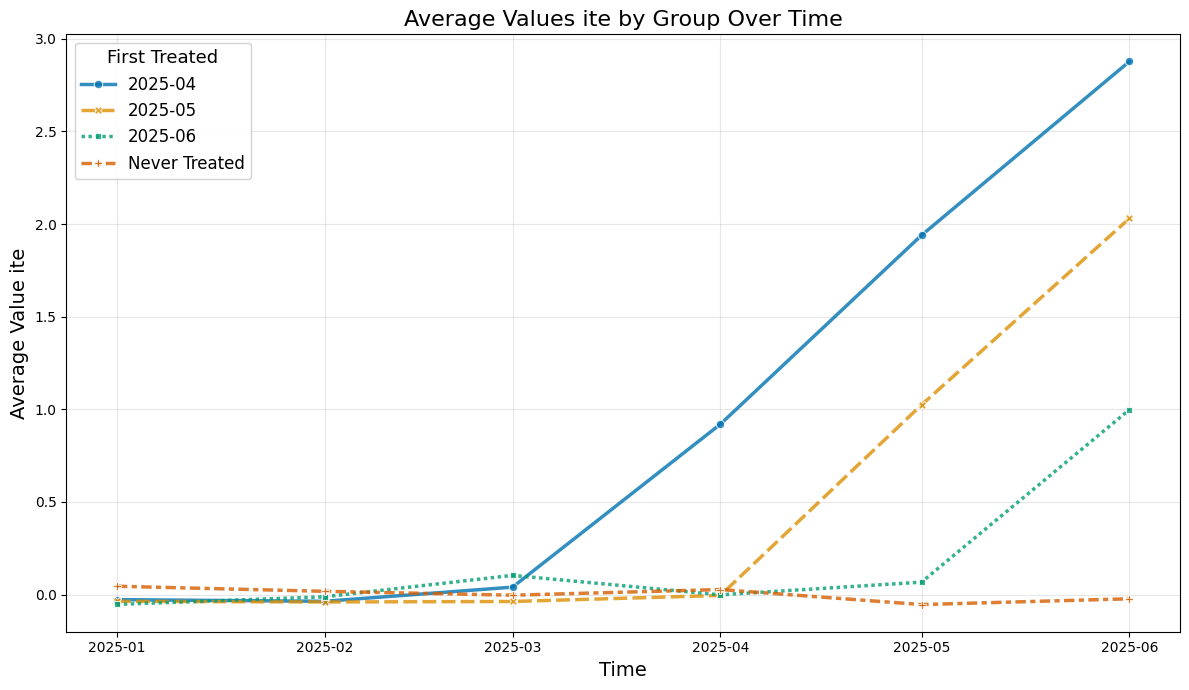 Average Values ite by Group Over Time
First Treated
2025-04
2025-05
2025-06
Never Treated
Average Value ite
3.0
2.5
2.0
1.5
1.0
0.5
0.0
2025-01 2025-02 2025-03 2025-04 2025-05 2025-06
Time